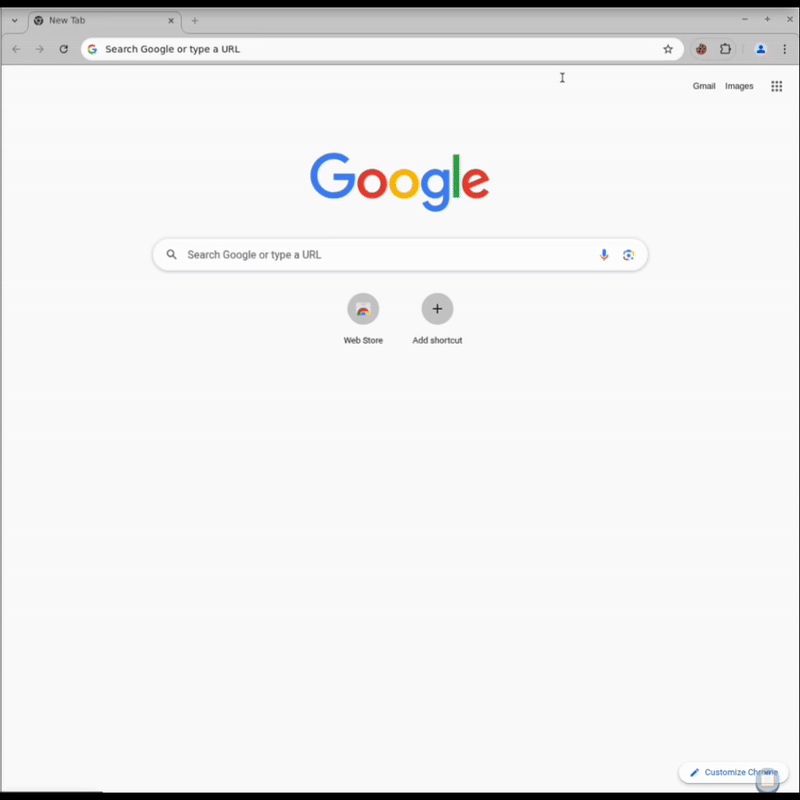 New Tab
Search Google or type a URL
Gmail Images
Google
Search Google or type a URL
Web Store Add shortcut
Customize Chrome